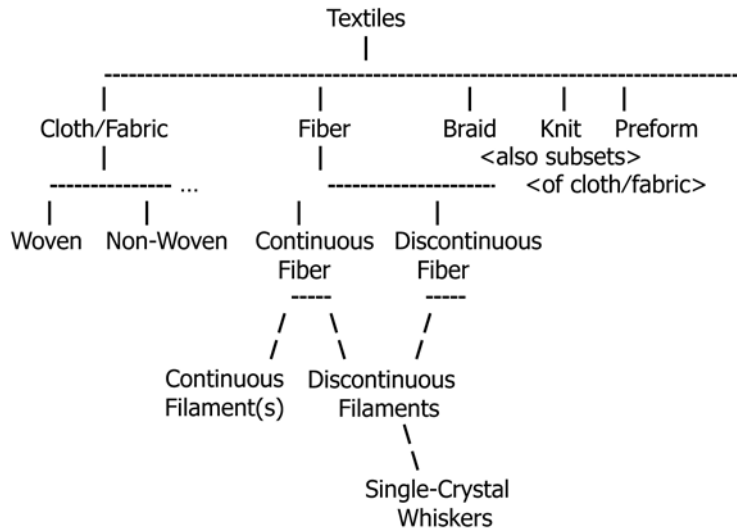 Textiles
Cloth/Fabric Fiber Braid Knit Preform
<also subsets>
... <of cloth/fabric>
Woven Non-Woven Continuous Discontinuous
Fiber Fiber
Continuous Discontinuous
Filament(s) Filaments
Single-Crystal
Whiskers